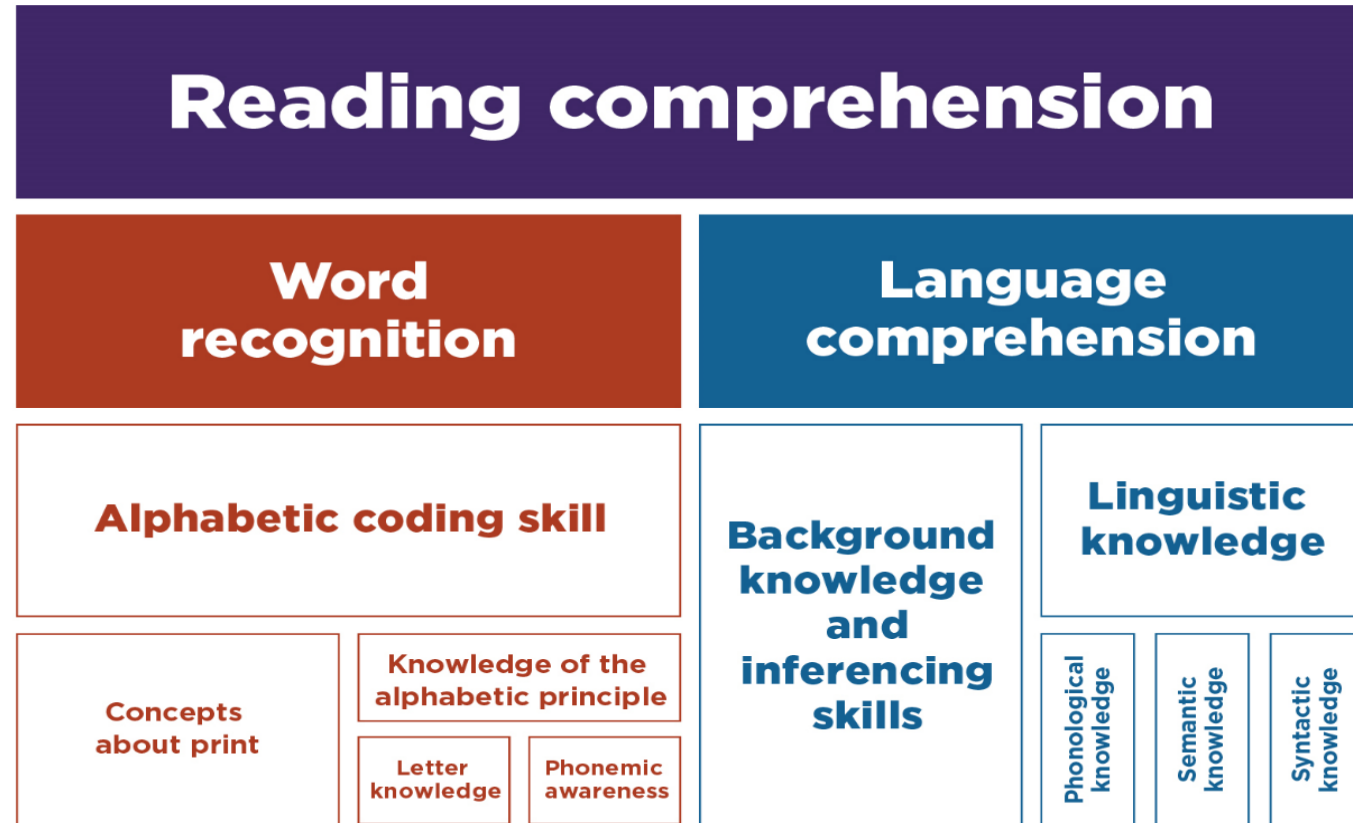 Reading comprehension
Word
recognition
Language
comprehension
Alphabetic coding skill
Background
knowledge
and
inferencing
skills
Linguistic
knowledge
Concepts
about print
Knowledge of the
alphabetic principle
Letter
knowledge
Phonemic
awareness
Phonological
knowledge
Semantic
knowledge
Syntactic
knowledge